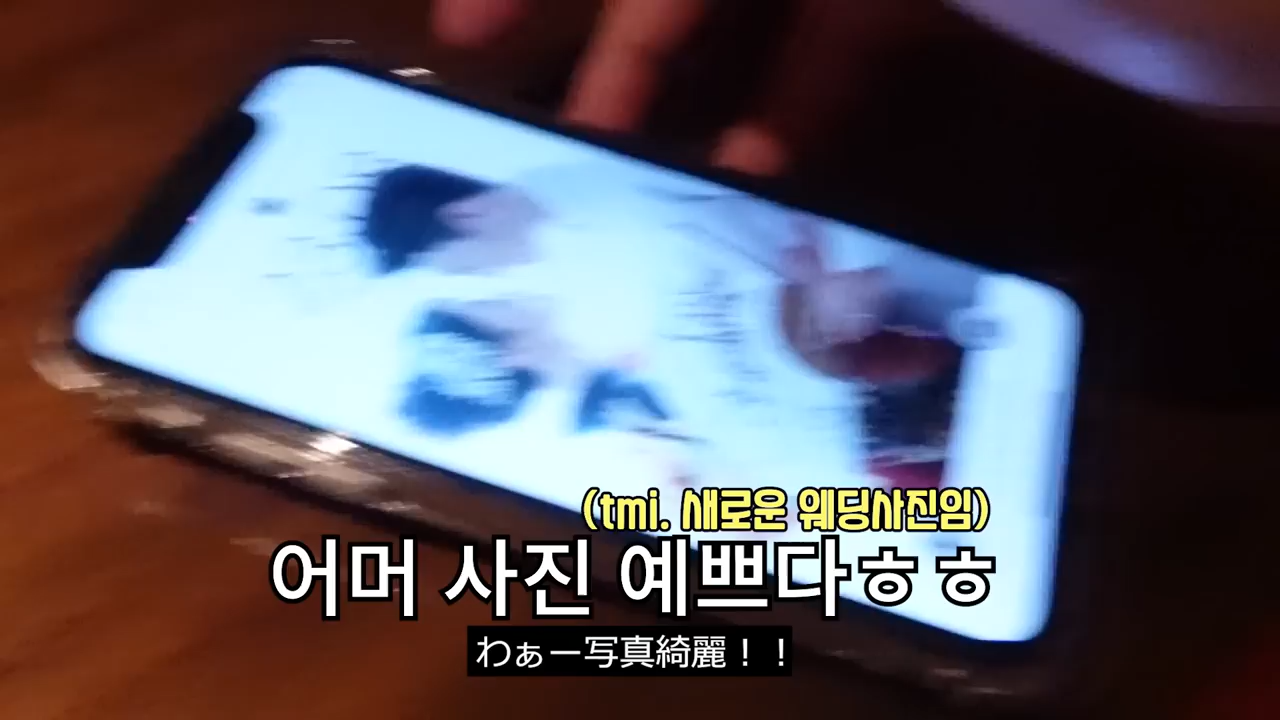 (tmi. 새로운 웨딩사진임)
어머 사진 예쁘다ㅎㅎ
わぁー写真綺麗！！